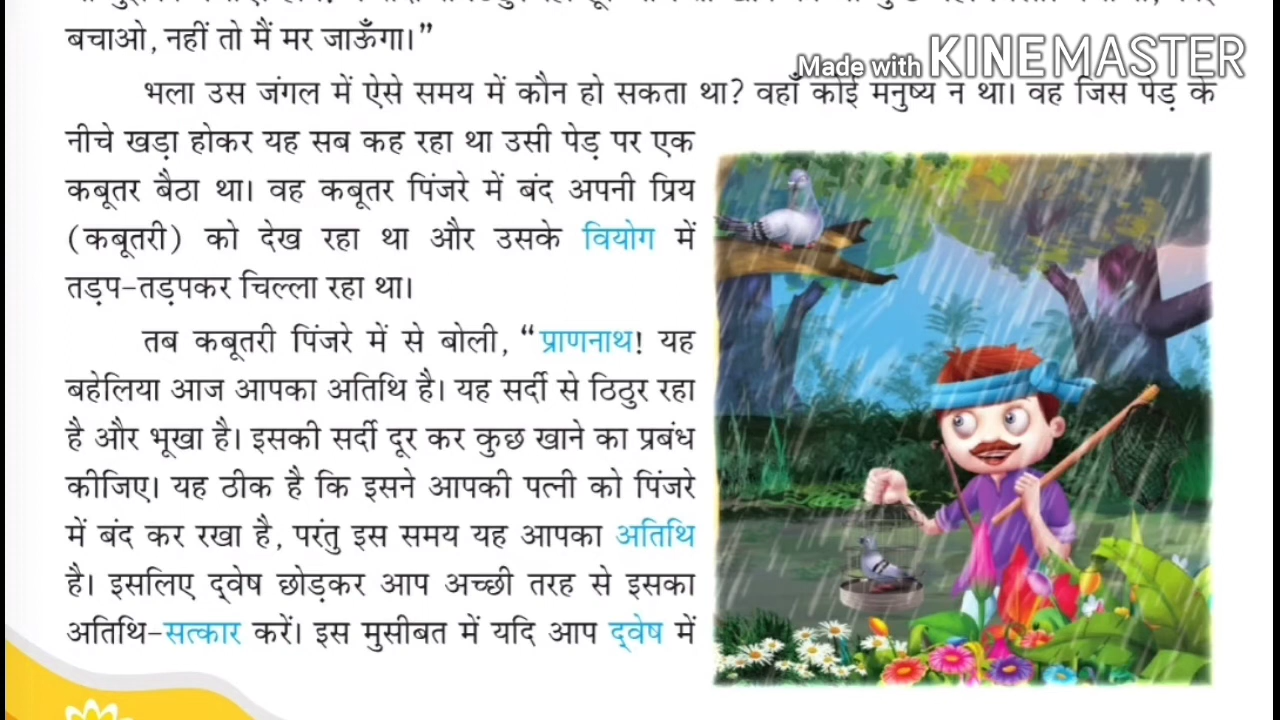 बचाओ, नहीं तो मैं मर जाऊँगा।”
Made with KINEMASTER
भला उस जंगल में ऐसे समय में कौन हो सकता था? वहाँ कोई मनुष्य न था। वह जिस पेड़ के
नीचे खड़ा होकर यह सब कह रहा था उसी पेड़ पर एक
कबूतर बैठा था। वह कबूतर पिंजरे में बंद अपनी प्रिय
(कबूतरी) को देख रहा था और उसके वियोग में
तड़प-तड़पकर चिल्ला रहा था।
तब कबूतरी पिंजरे में से बोली, “प्राणनाथ! यह
बहेलिया आज आपका अतिथि है। यह सर्दी से ठिठुर रहा
है और भूखा है। इसकी सर्दी दूर कर कुछ खाने का प्रबंध
कीजिए। यह ठीक है कि इसने आपकी पत्नी को पिंजरे
में बंद कर रखा है, परंतु इस समय यह आपका अतिथि
है। इसलिए द्‌वेष छोड़कर आप अच्छी तरह से इसका
अतिथि-सत्कार करें। इस मुसीबत में यदि आप द्‌वेष में